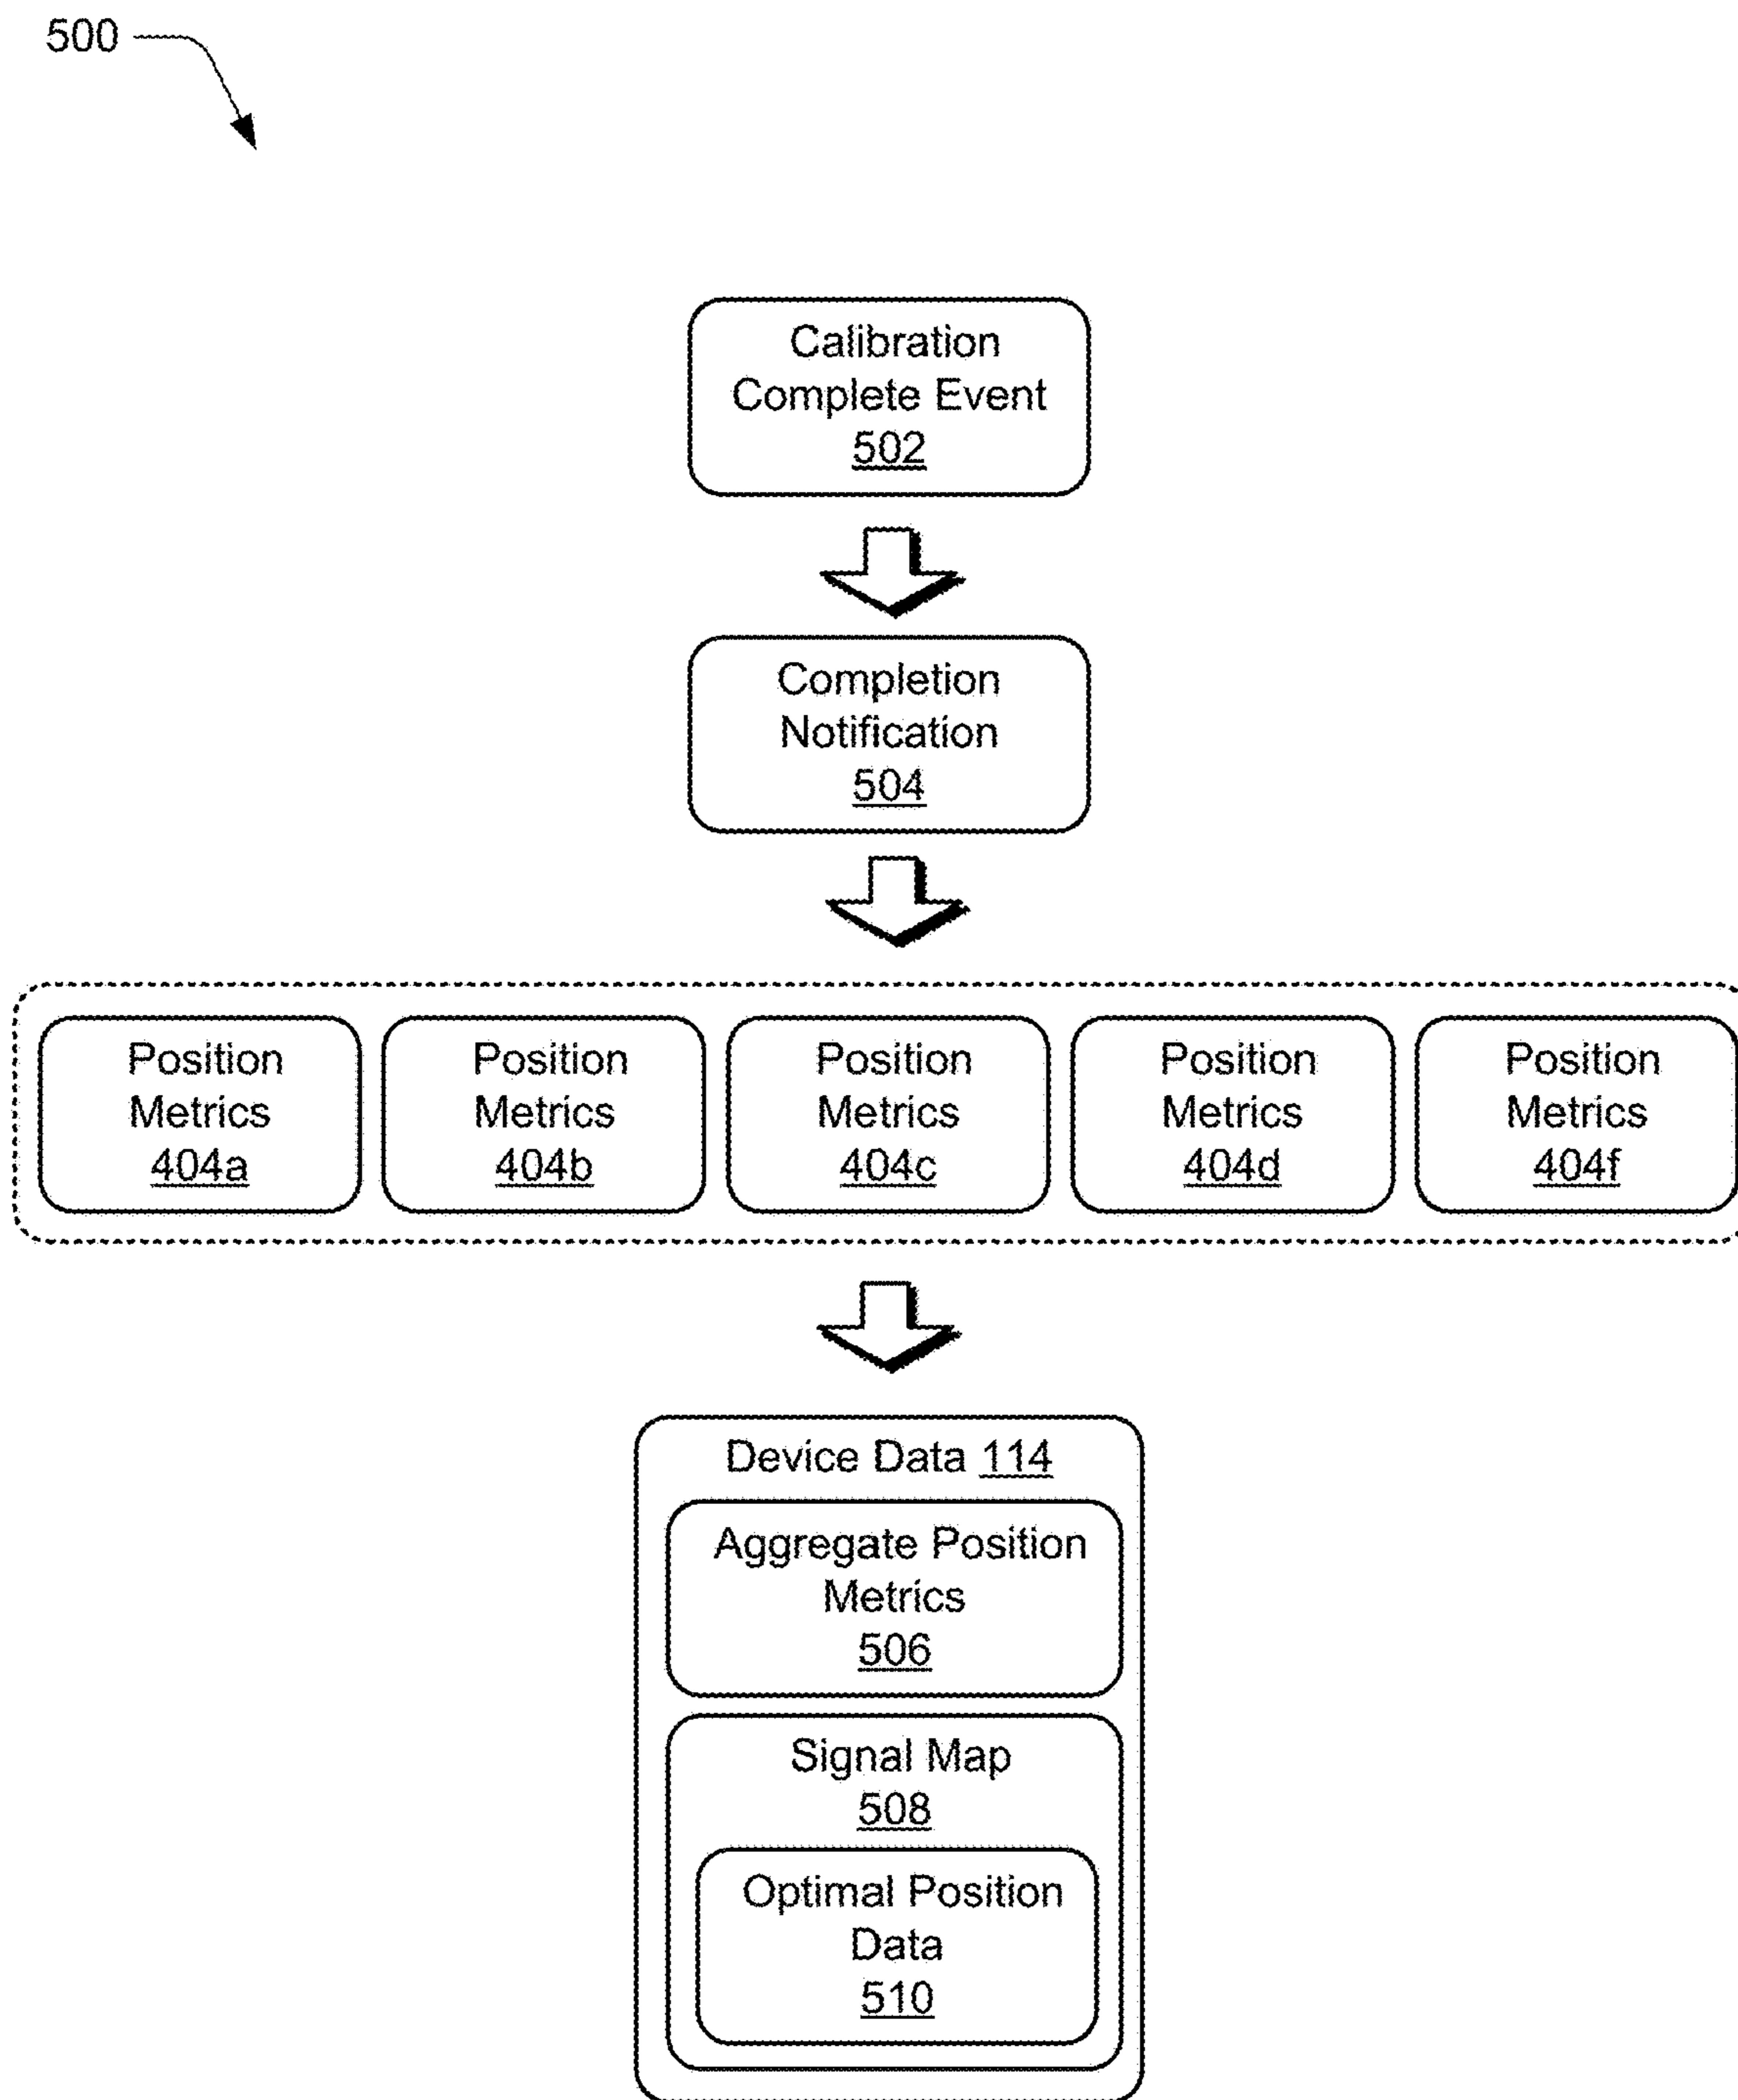 500
Calibration
Complete Event
502
Completion
Notification
504
Position
Metrics
404a
Position
Metrics
404b
Position
Metrics
404c
Position
Metrics
404d
Position
Metrics
404f
Device Data 114
Aggregate Position
Metrics
506
Signal Map
508
Optimal Position
Data
510